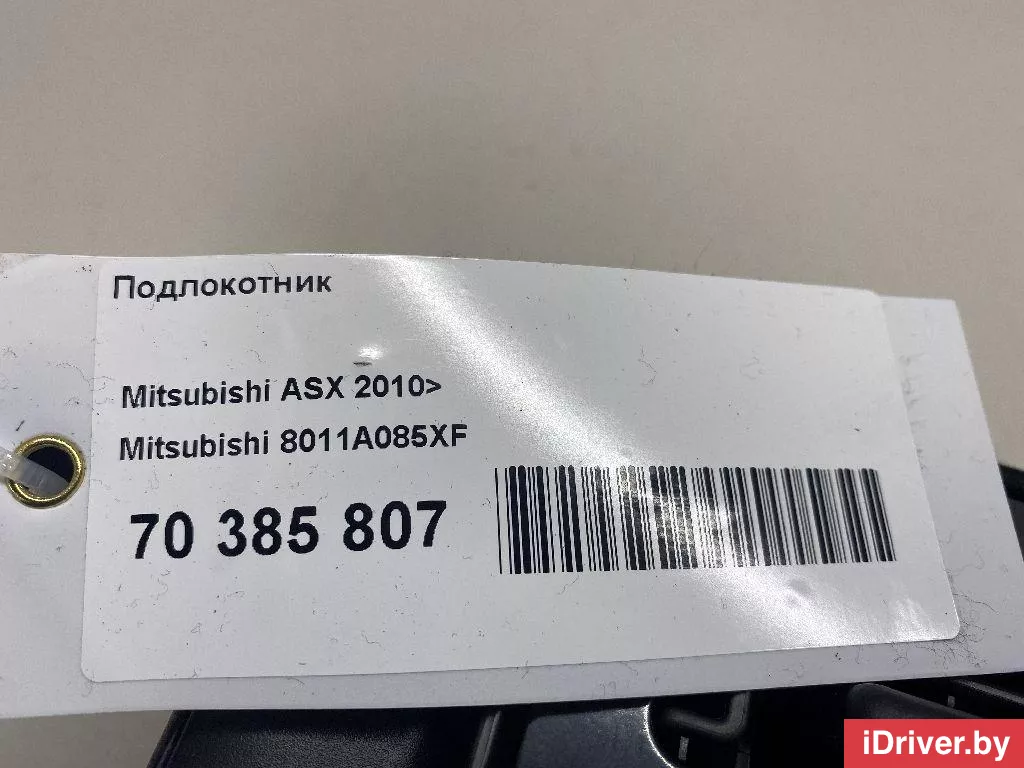 Подлокотник
Mitsubishi ASX 2010>
Mitsubishi 8011A085XF
70 385 807
iDriver.by